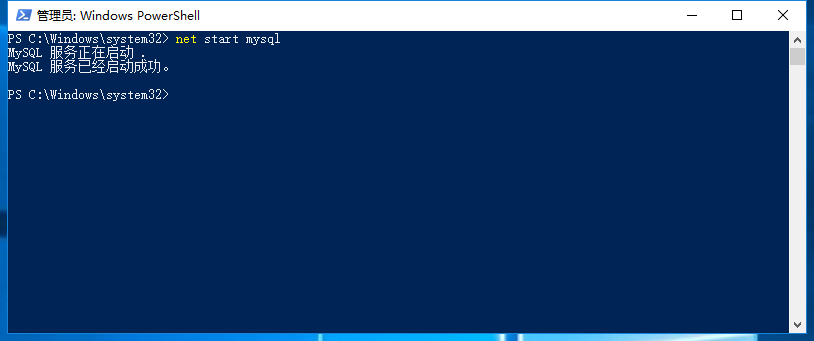 管理员: Windows PowerShell
PS C:\Windows\system32> net start mysql
MySQL 服务正在启动 .
MySQL 服务已经启动成功。
PS C:\Windows\system32>